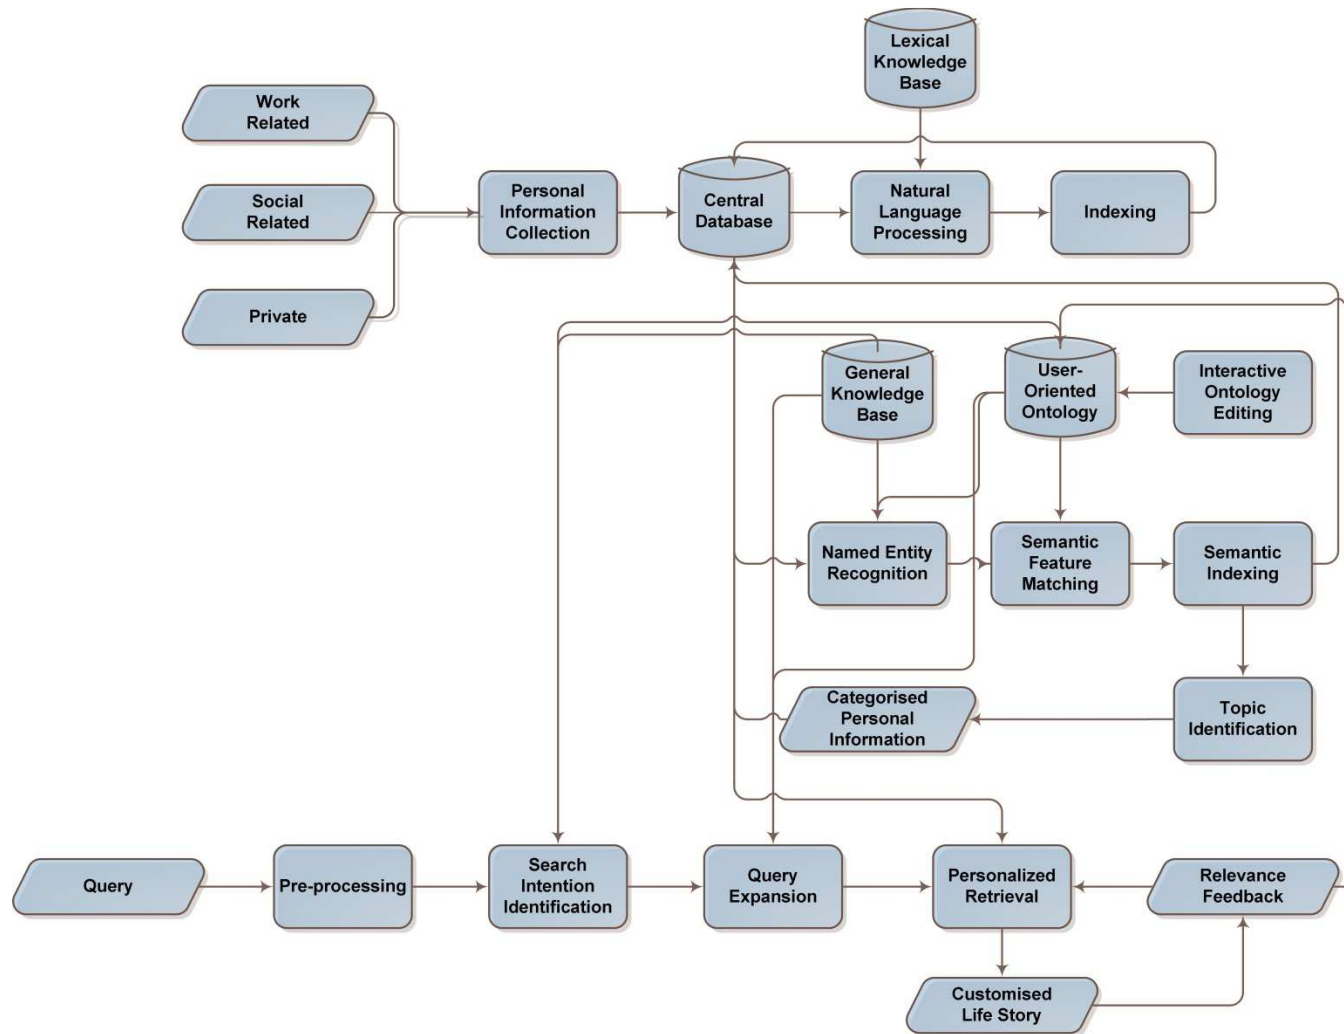 Lexical
Knowledge
Base
Work
Related
Social
Related
Private
Personal
Information
Collection
Central
Database
Natural
Language
Processing
Indexing
General
Knowledge
Base
User-
Oriented
Ontology
Interactive
Ontology
Editing
Named Entity
Recognition
Semantic
Feature
Matching
Semantic
Indexing
Categorised
Personal
Information
Topic
Identification
Query
Pre-processing
Search
Intention
Identification
Query
Expansion
Personalized
Retrieval
Relevance
Feedback
Customised
Life Story